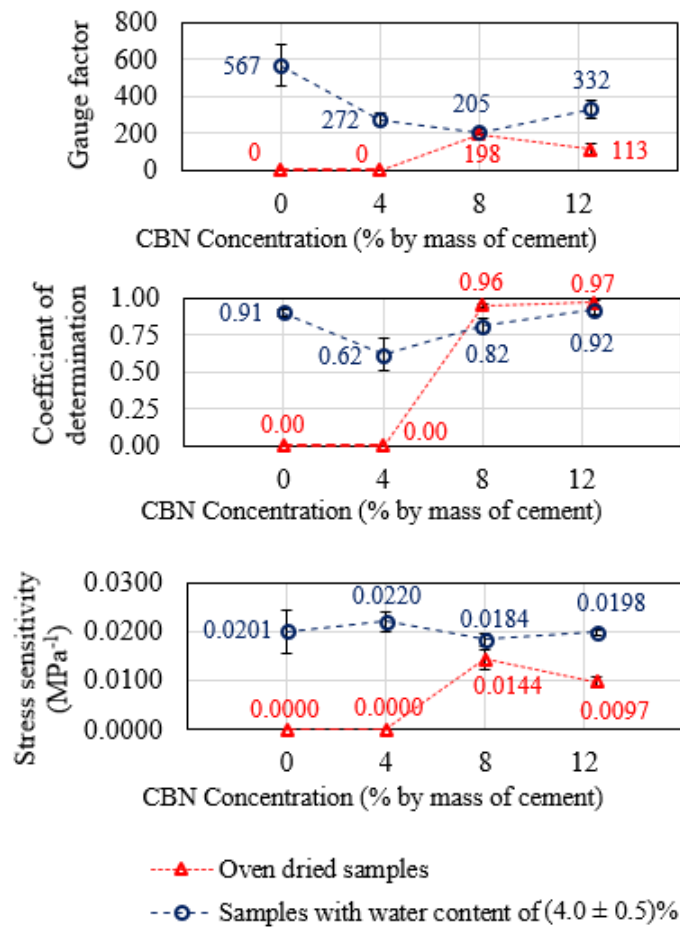 800
600
400
200
0
Gauge factor
567
272
205
332
0
0
198
113
0 4 8 12
CBN Concentration (% by mass of cement)
1.00
0.75
0.50
0.25
0.00
Coefficient of
determination
0.91
0.62
0.96
0.97
0.82
0.92
0.00
0.00
0 4 8 12
CBN Concentration (% by mass of cement)
0.0300
0.0200
0.0100
0.0000
Stress sensitivity
(MPa⁻¹)
0.0201
0.0220
0.0184
0.0198
0.0000
0.0000
0.0144
0.0097
0 4 8 12
CBN Concentration (% by mass of cement)
Oven dried samples
Samples with water content of (4.0 ± 0.5)%